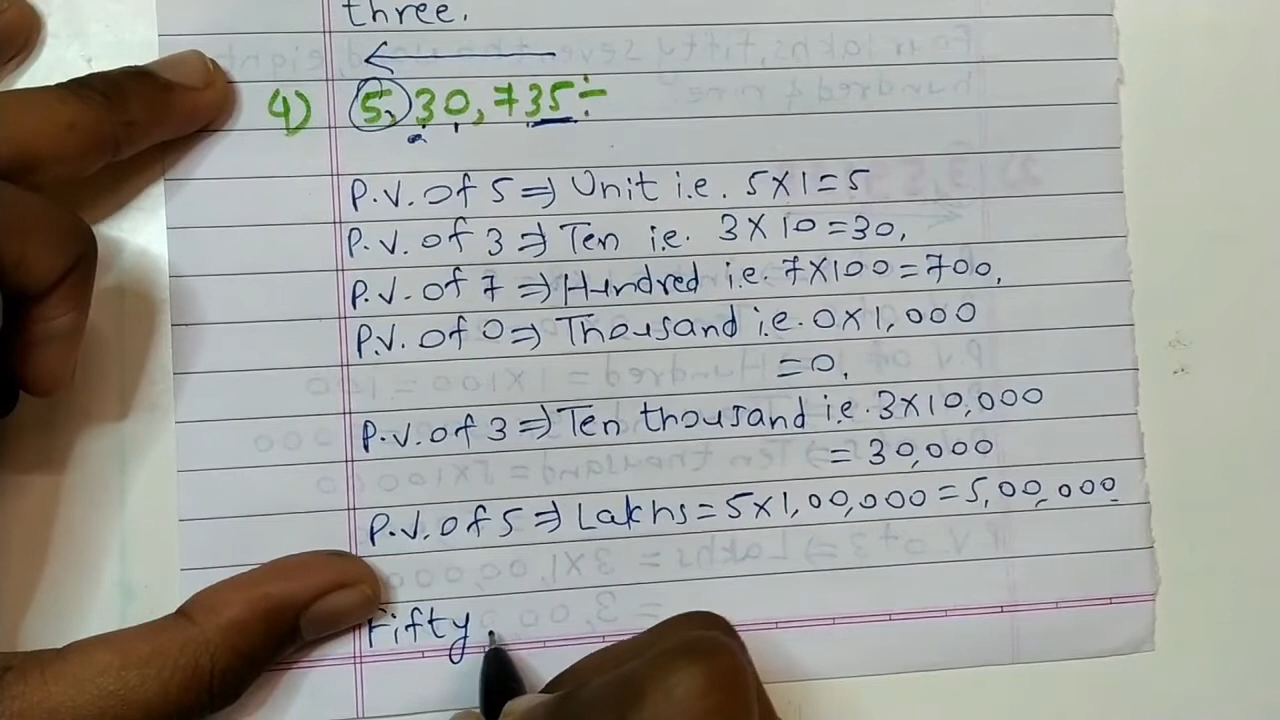 three.
4) 5,30,735÷
P.V. of 5 ⇒ Unit i.e. 5×1=5
P.V. of 3 ⇒ Ten i.e. 3×10=30,
P.V. of 7 ⇒ Hundred i.e. 7×100=700,
P.V. of 0 ⇒ Thousand i.e. 0×1,000
=0,
P.V. of 3 ⇒ Ten thousand i.e. 3×10,000
= 30,000
P.V. of 5 ⇒ Lakhs = 5×1,00,000 = 5,00,000
Fifty